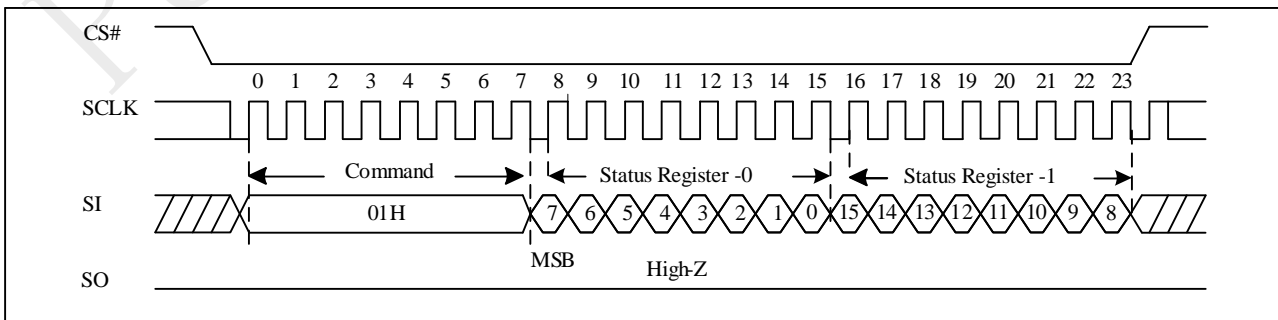 CS#
0 1 2 3 4 5 6 7 8 9 10 11 12 13 14 15 16 17 18 19 20 21 22 23
SCLK
Command Status Register -0 Status Register -1
SI 01H 7 6 5 4 3 2 1 0 15 14 13 12 11 10 9 8
MSB High-Z
SO